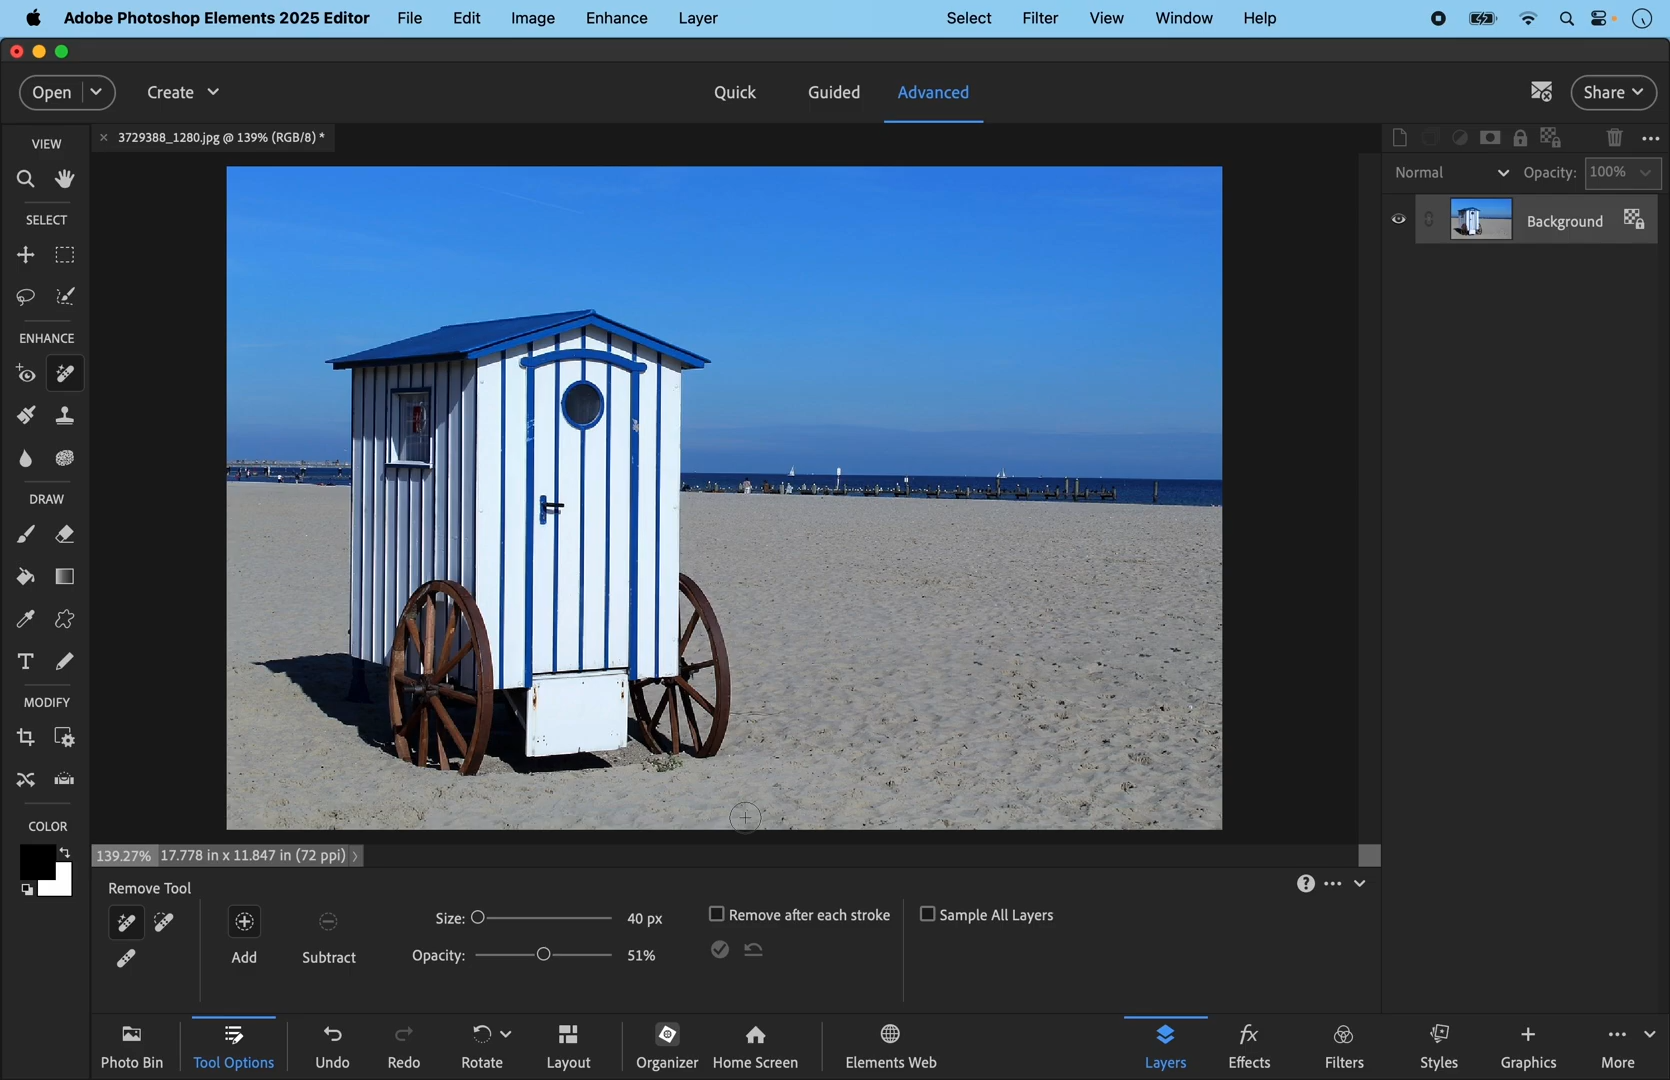 Adobe Photoshop Elements 2025 Editor File Edit Image Enhance Layer Select Filter View Window Help
Open Create Quick Guided Advanced Share
VIEW
× 3729388_1280.jpg @ 139% (RGB/8) *
Normal Opacity: 100%
SELECT
Background
ENHANCE
DRAW
MODIFY
COLOR
139.27% 17.778 in x 11.847 in (72 ppi) >
Remove Tool
Size: 40 px
Remove after each stroke
Sample All Layers
Add Subtract
Opacity: 51%
Photo Bin Tool Options Undo Redo Rotate Layout Organizer Home Screen Elements Web Layers Effects Filters Styles Graphics More